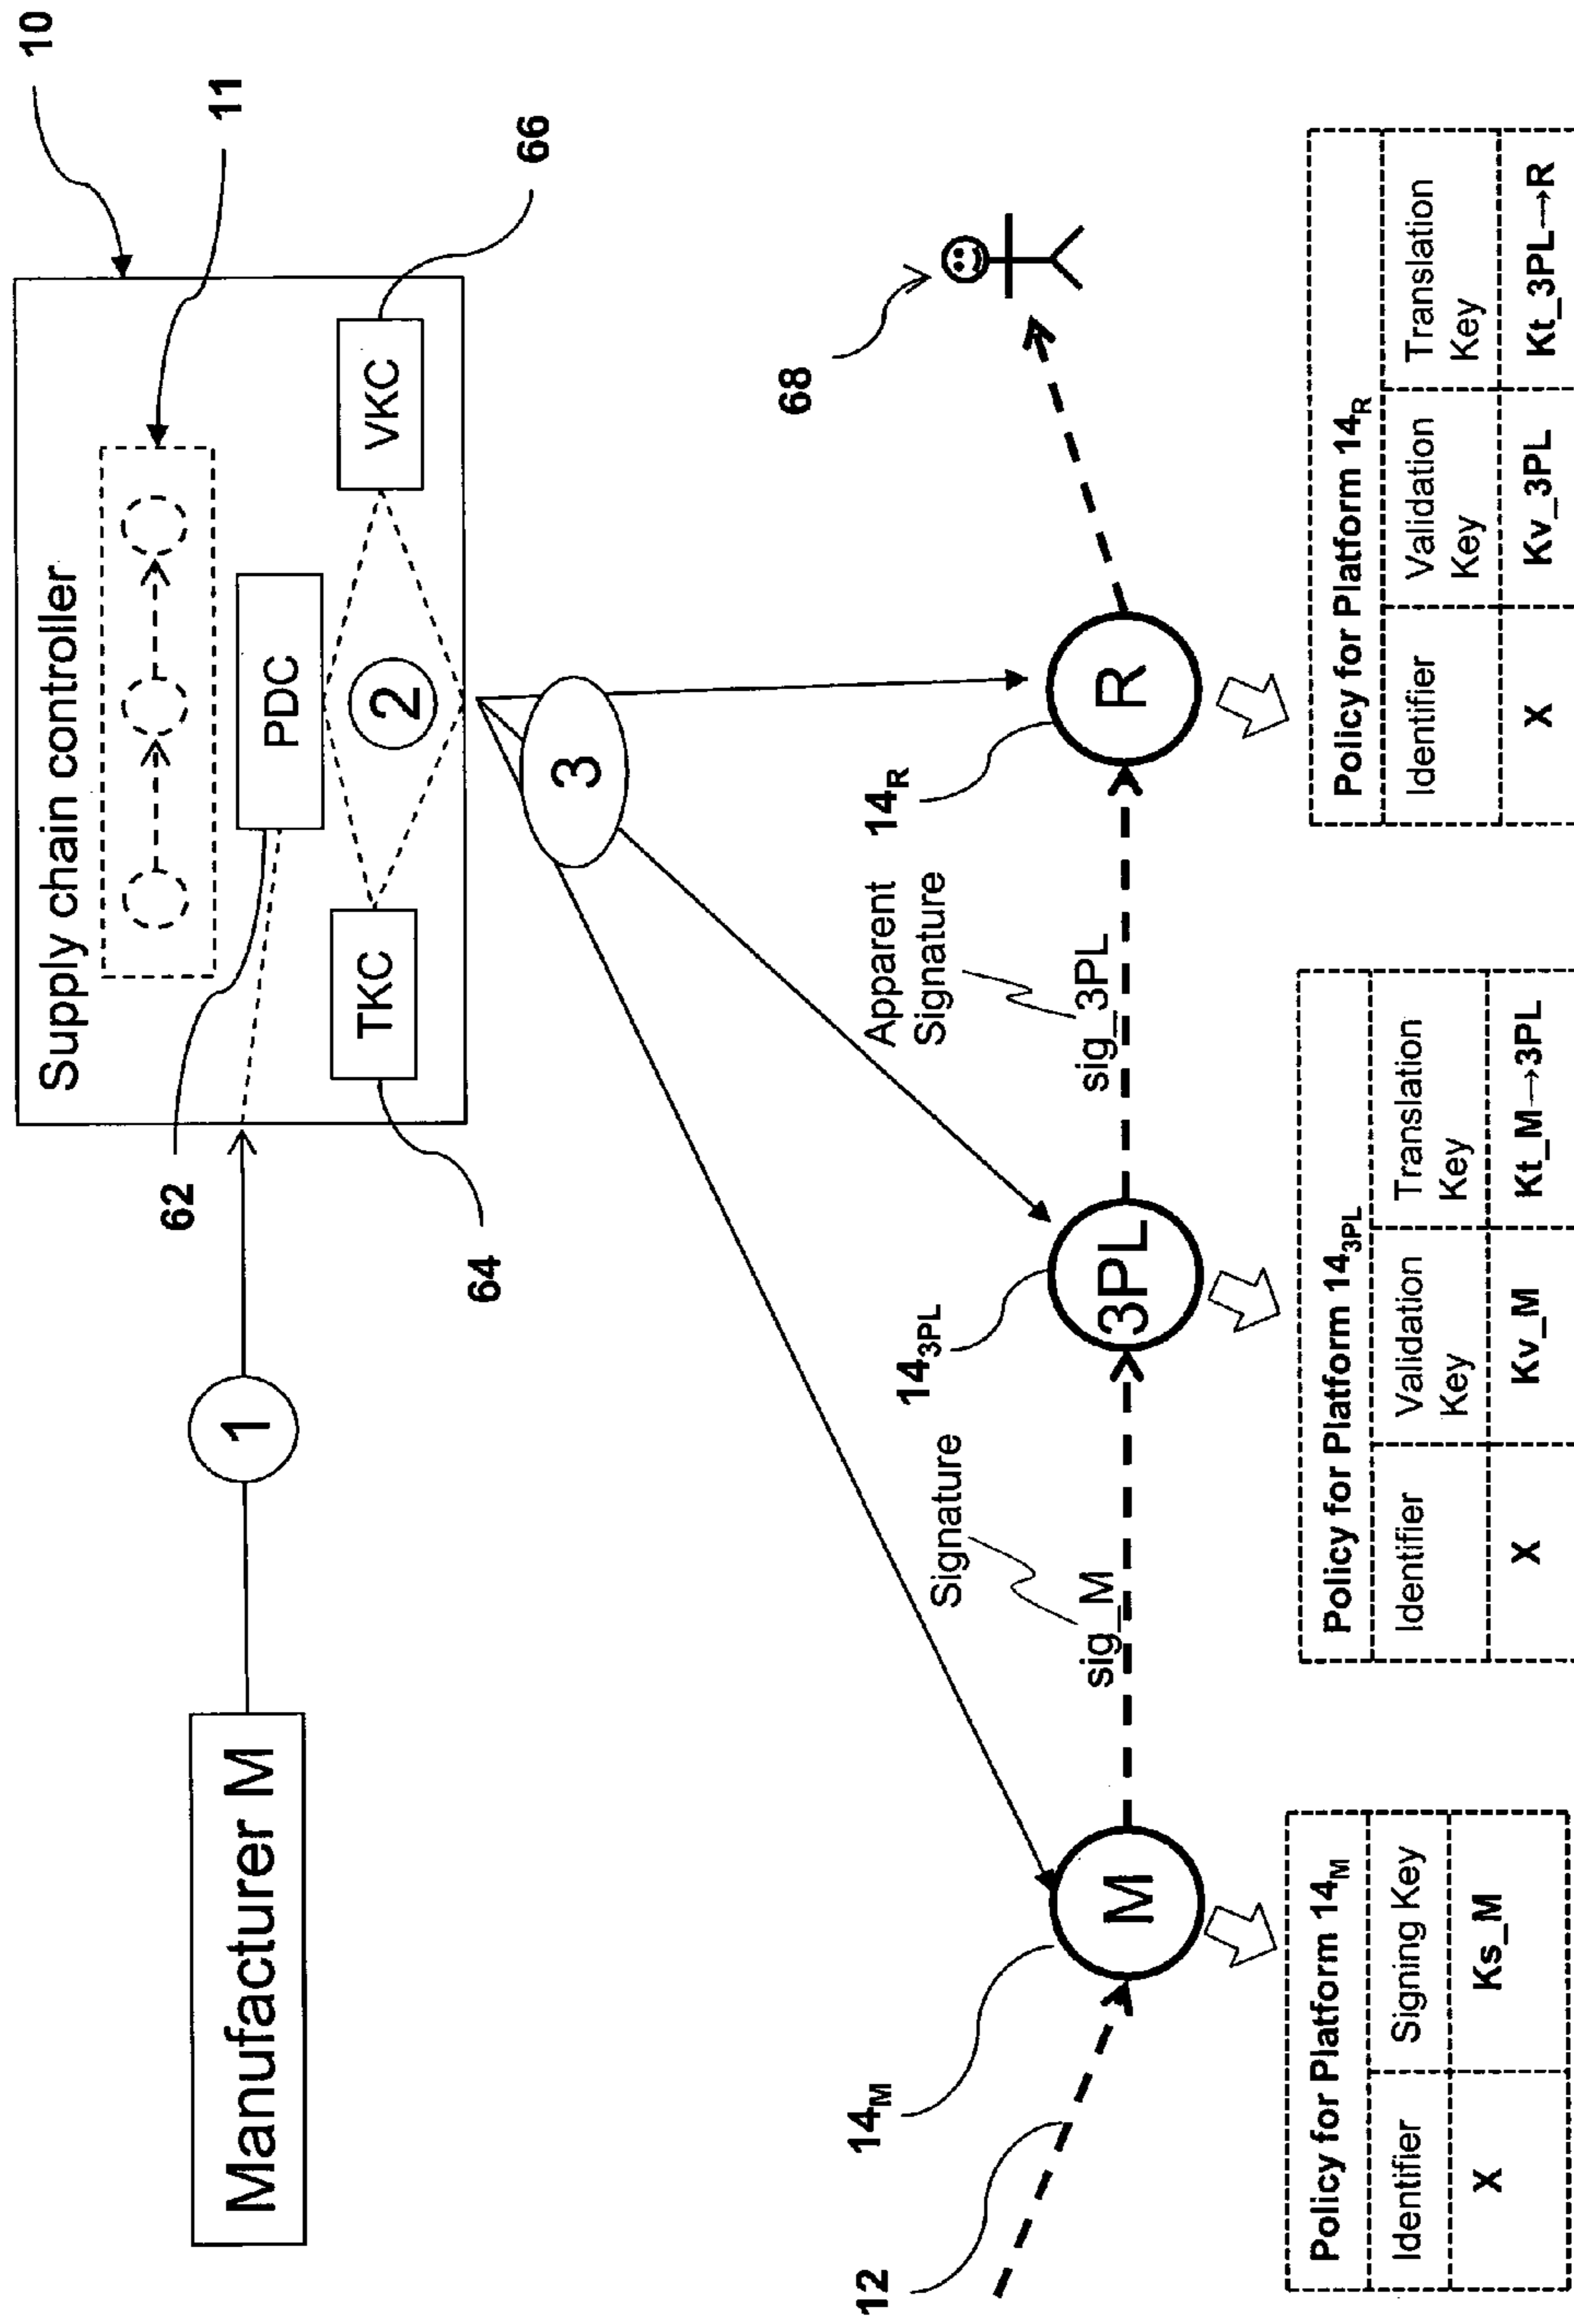 10
11
Supply chain controller
PDC
2
TKC
VKC
62
64
66
Manufacturer M
1
3
68
Signature
Apparent
Signature
sig_M
sig_3PL
12
14M
143PL
14R
M
3PL
R
Policy for Platform 14M
Identifier Signing Key
X Ks_M
Policy for Platform 143PL
Identifier Validation Key Translation Key
X Kv_M Kt_M→3PL
Policy for Platform 14R
Identifier Validation Key Translation Key
X Kv_3PL Kt_3PL→R